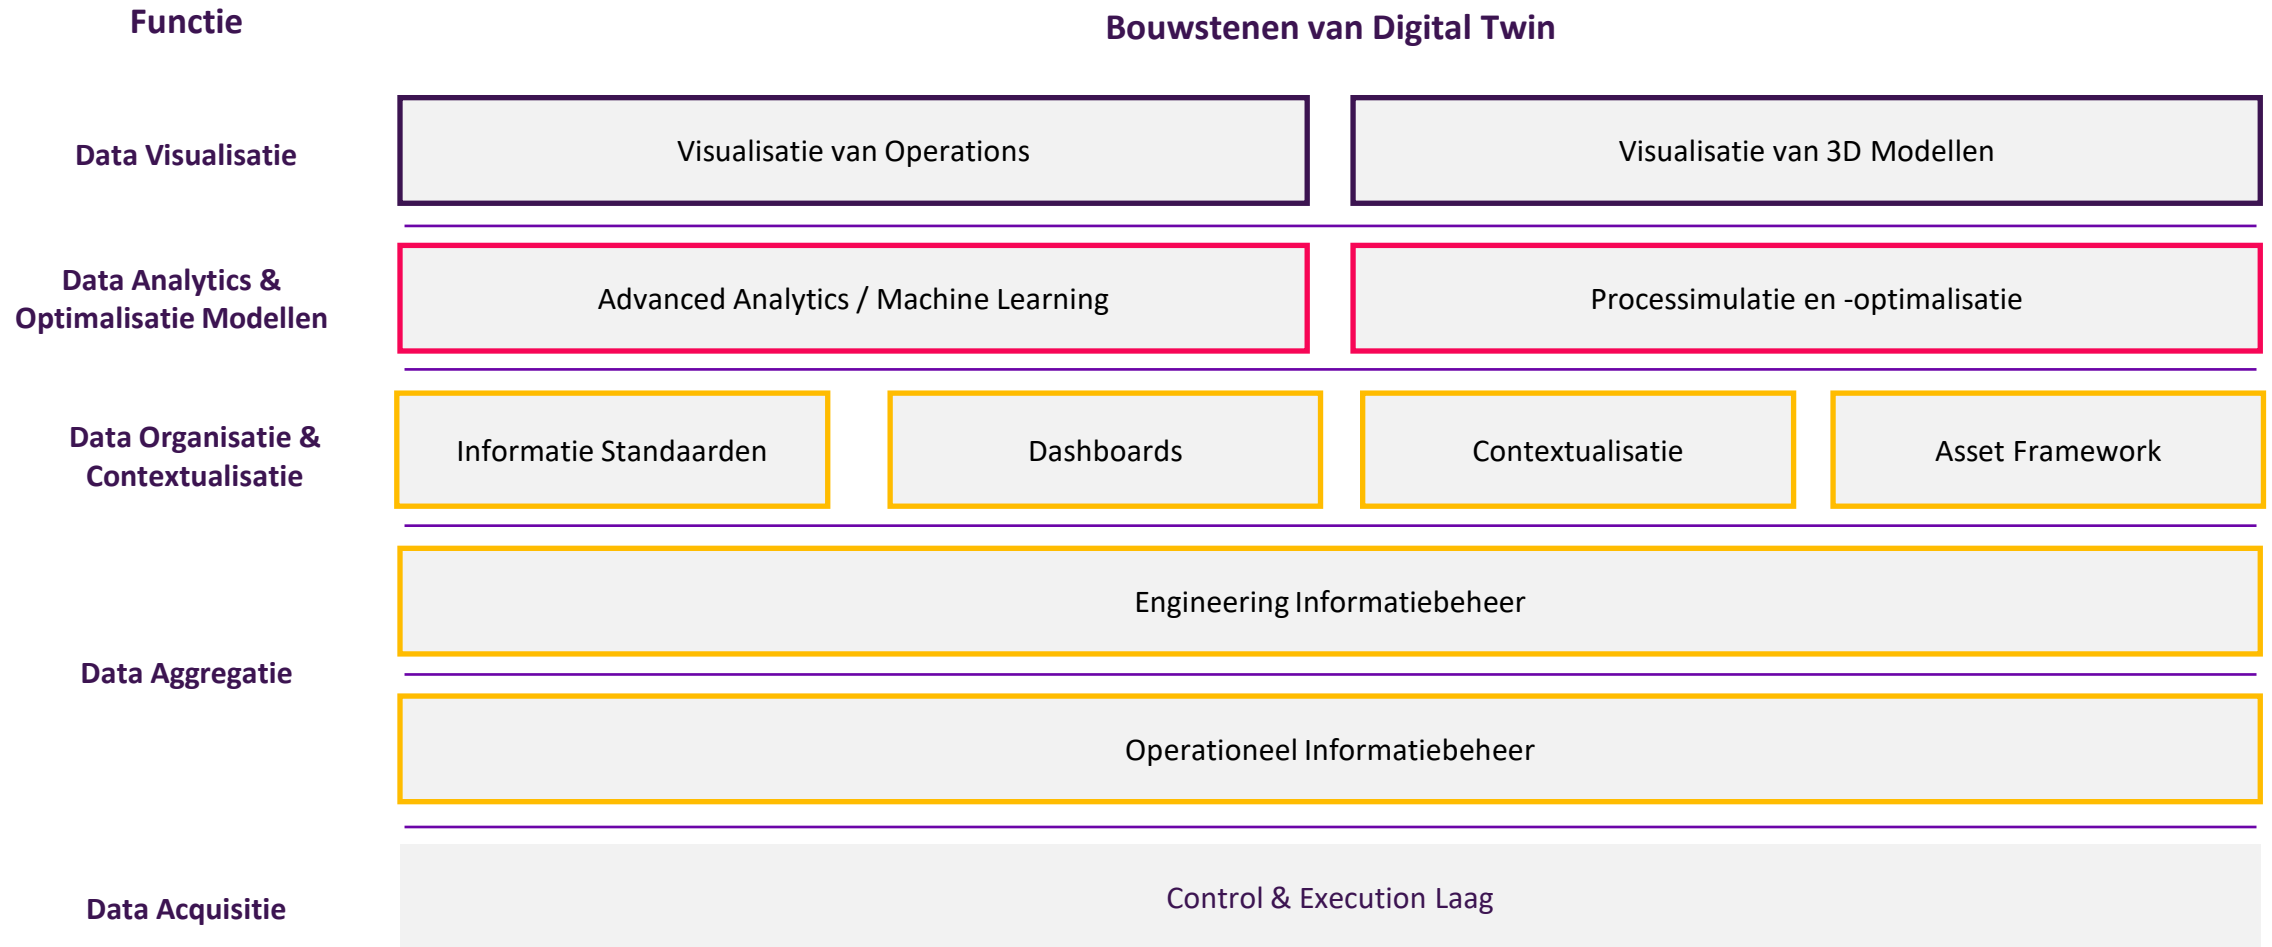 Functie
Bouwstenen van Digital Twin
Data Visualisatie
Visualisatie van Operations
Visualisatie van 3D Modellen
Data Analytics &
Optimalisatie Modellen
Advanced Analytics / Machine Learning
Processimulatie en -optimalisatie
Data Organisatie &
Contextualisatie
Informatie Standaarden
Dashboards
Contextualisatie
Asset Framework
Data Aggregatie
Engineering Informatiebeheer
Operationeel Informatiebeheer
Data Acquisitie
Control & Execution Laag